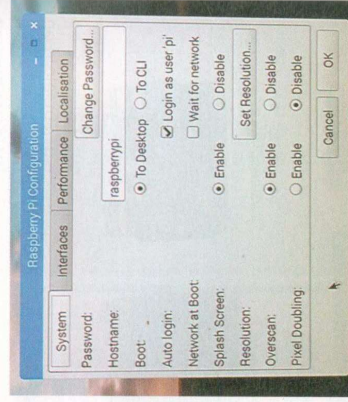 Raspberry Pi Configuration
System Interfaces Performance Localisation
Password: Change Password...
Hostname: raspberrypi
Boot: To Desktop To CLI
Auto login: Login as user 'pi'
Network at Boot: Wait for network
Splash Screen: Enable Disable
Resolution: Set Resolution...
Overscan: Enable Disable
Pixel Doubling: Enable Disable
Cancel OK